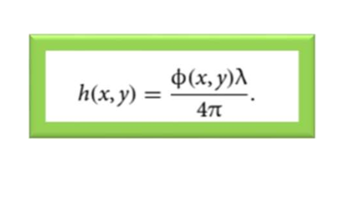 h(x, y) = ϕ(x, y)λ / 4π.